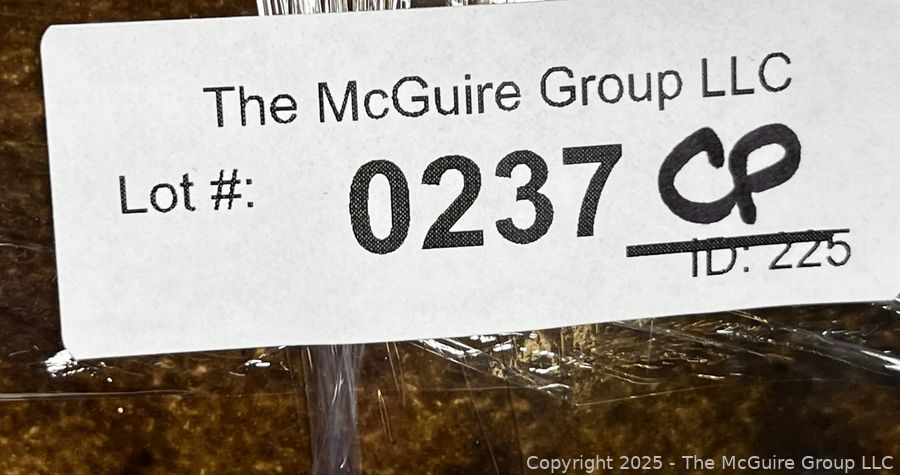 The McGuire Group LLC
Lot #: 0237 CP
ID: 225
Copyright 2025 - The McGuire Group LLC